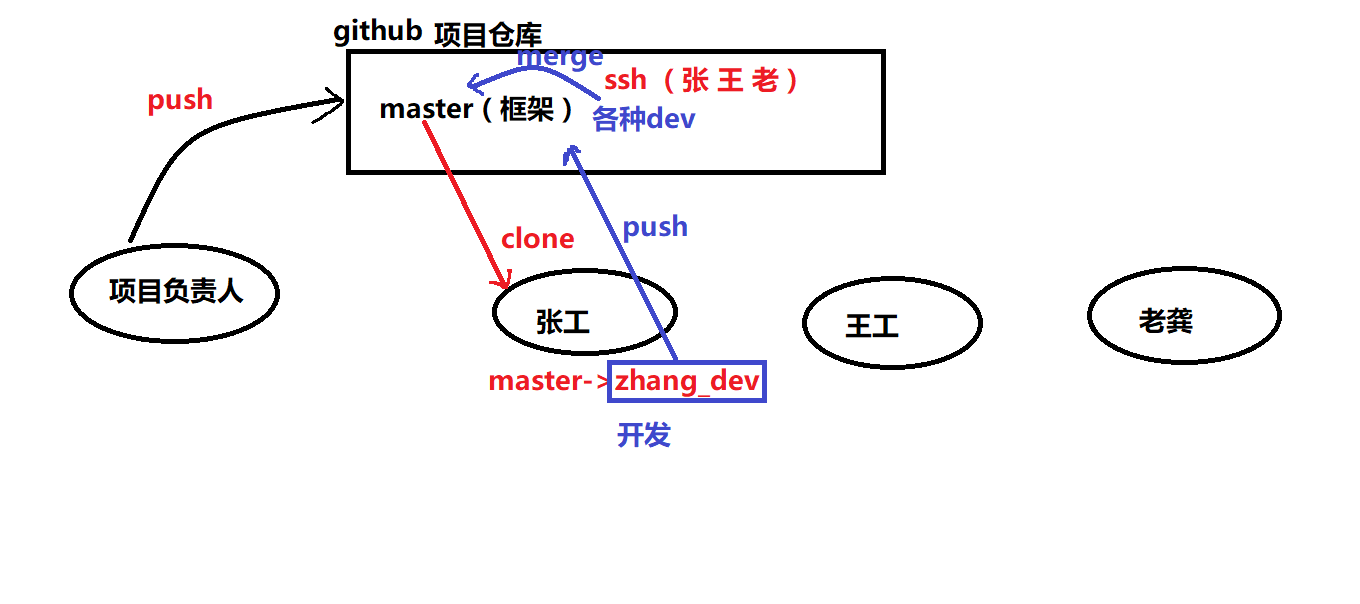 github 项目仓库
merge
ssh（张 王 老）
push
master（框架）
各种dev
push
clone
项目负责人
张工
王工
老龚
master->zhang_dev
开发